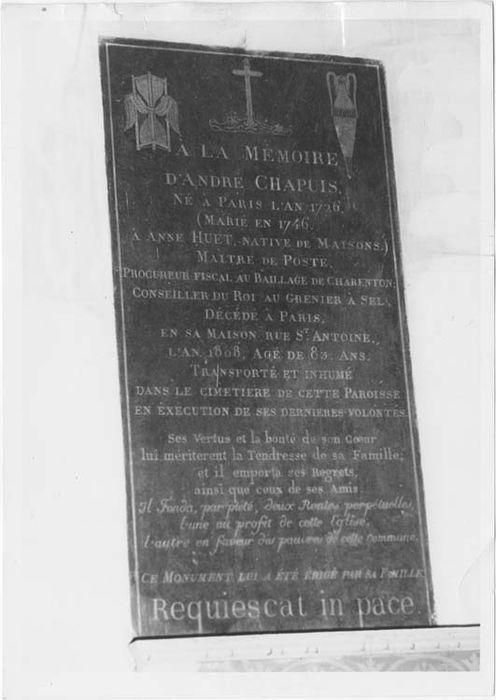 A LA MÉMOIRE
D'ANDRÉ CHAPUIS,
NÉ A PARIS L'AN 1726,
(MARIÉ EN 1746,
A ANNE HUET, NATIVE DE MAISONS,)
MAITRE DE POSTE,
PROCUREUR FISCAL AU BAILLAGE DE CHARENTON;
CONSEILLER DU ROI AU GRENIER À SEL,
DÉCÉDÉ À PARIS,
EN SA MAISON RUE ST. ANTOINE,
L'AN 1808, AGÉ DE 83 ANS.
TRANSPORTÉ ET INHUMÉ
DANS LE CIMETIERE DE CETTE PAROISSE
EN ÉXECUTION DE SES DERNIERES VOLONTÉS.
Ses Vertus et la bonté de son Cœur
lui mériterent la Tendresse de sa Famille;
et il emporta ses Regrets,
ainsi que ceux de ses Amis.
Il Fonda, par piété, deux Rentes perpétuelles,
l'une au profit de cette Eglise,
l'autre en faveur des pauvres de cette commune.
CE MONUMENT LUI A ÉTÉ ÉRIGÉ PAR SA FAMILLE
Requiescat in pace.